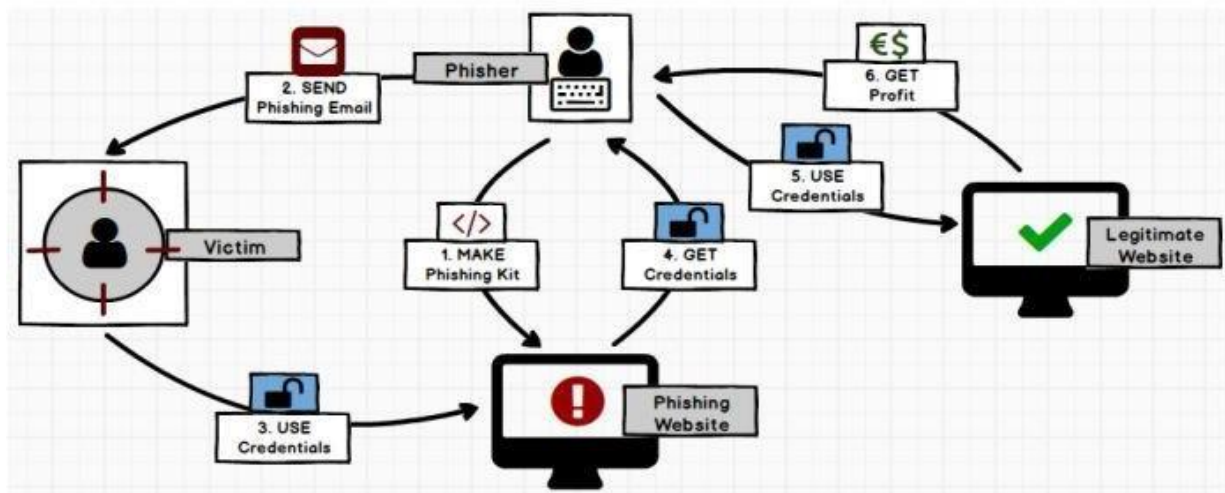 Phisher
€$
6. GET
Profit
2. SEND
Phishing Email
5. USE
Credentials
Victim
</>
1. MAKE
Phishing Kit
4. GET
Credentials
Legitimate
Website
3. USE
Credentials
!
Phishing
Website